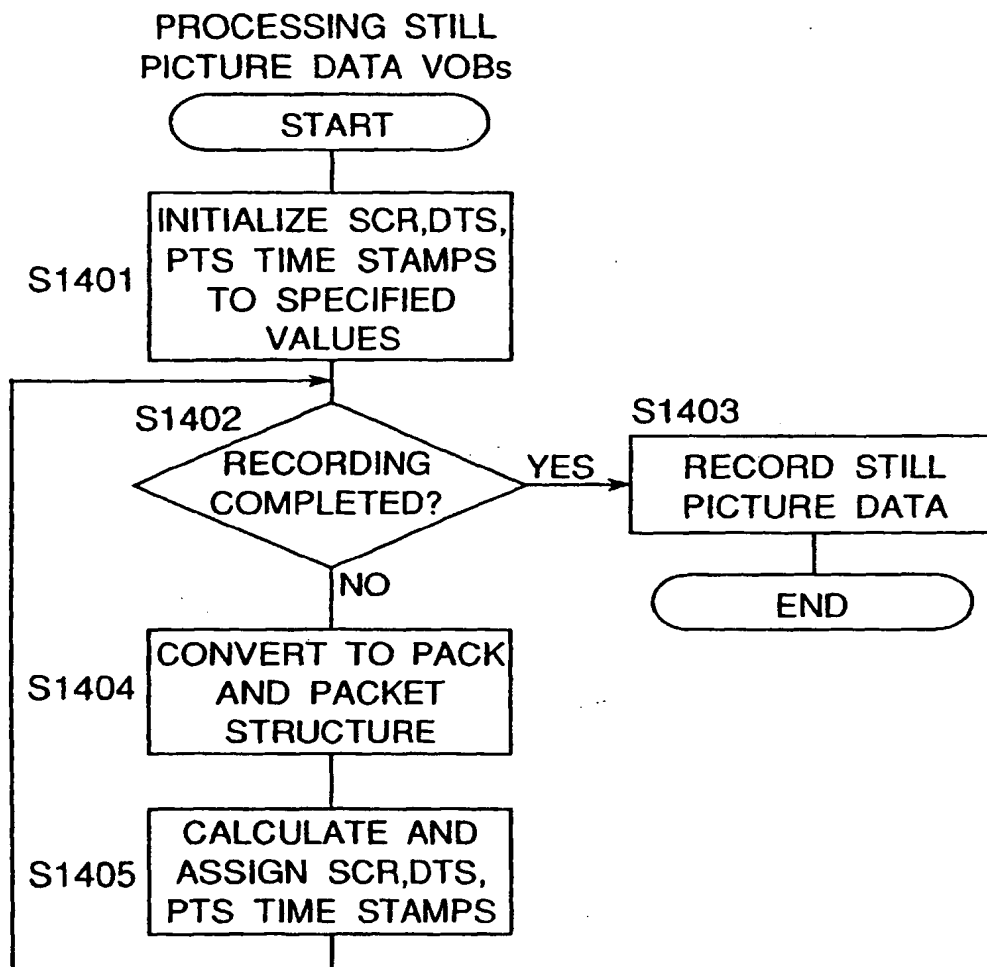 PROCESSING STILL
PICTURE DATA VOBs
START
S1401
INITIALIZE SCR,DTS,
PTS TIME STAMPS
TO SPECIFIED
VALUES
S1402
RECORDING
COMPLETED?
YES
S1403
RECORD STILL
PICTURE DATA
END
NO
S1404
CONVERT TO PACK
AND PACKET
STRUCTURE
S1405
CALCULATE AND
ASSIGN SCR,DTS,
PTS TIME STAMPS